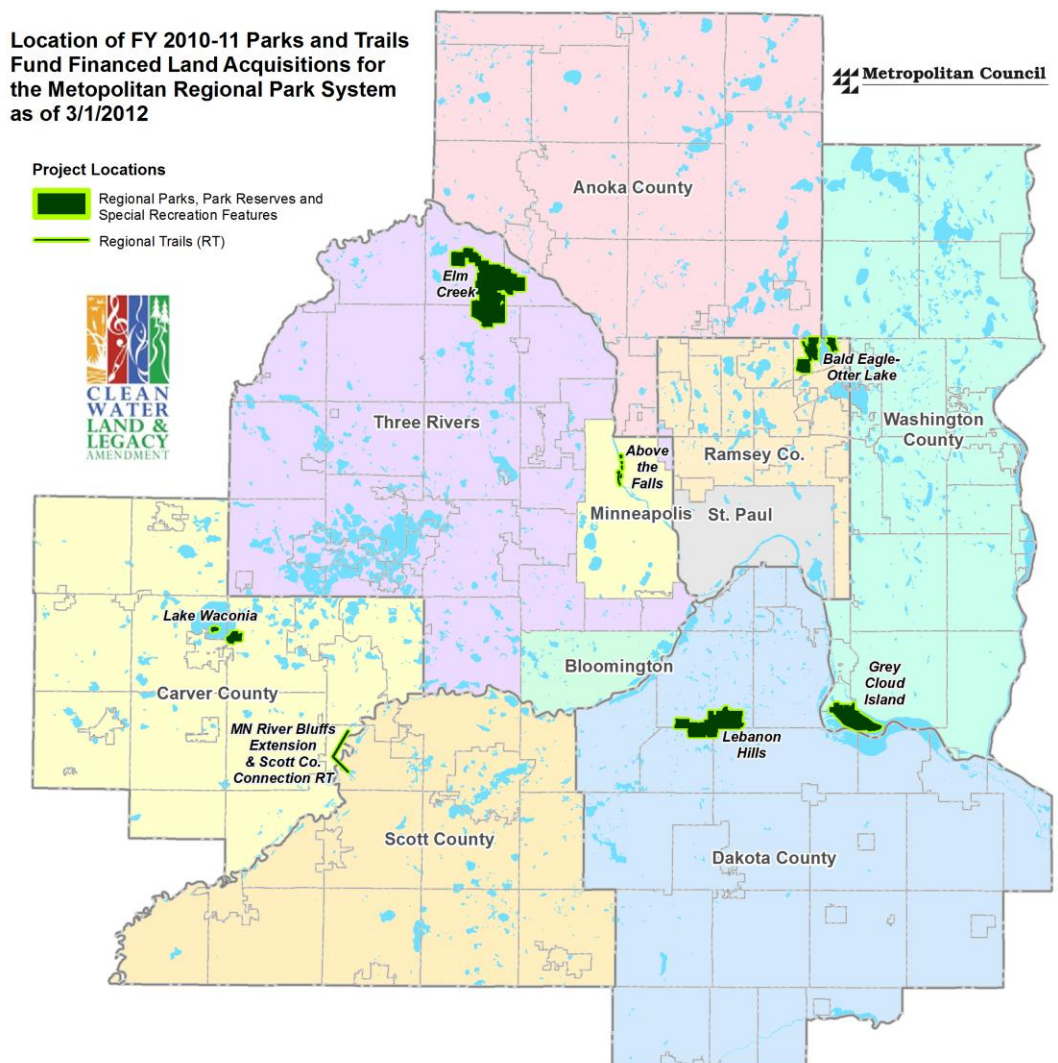 Location of FY 2010-11 Parks and Trails
Fund Financed Land Acquisitions for
the Metopolitan Regional Park System
as of 3/1/2012
Metropolitan Council
Project Locations
Regional Parks, Park Reserves and
Special Recreation Features
Regional Trails (RT)
CLEAN
WATER
LAND &
LEGACY
AMENDMENT
Anoka County
Elm
Creek
Bald Eagle-
Otter Lake
Three Rivers
Washington
County
Above
the
Falls
Ramsey Co.
Minneapolis
St. Paul
Lake Waconia
Carver County
Bloomington
Grey
Cloud
Island
MN River Bluffs
Extension
& Scott Co.
Connection RT
Lebanon
Hills
Scott County
Dakota County